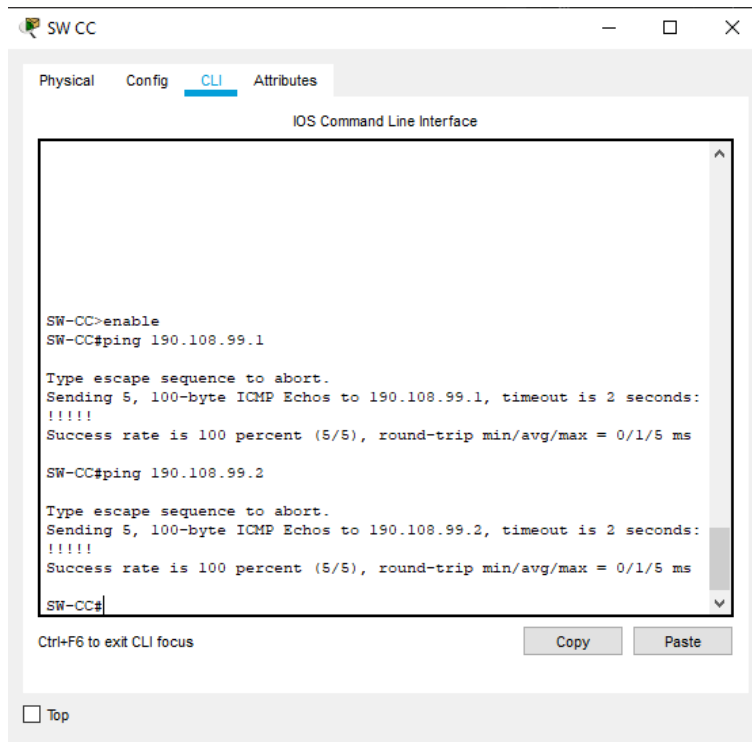 SW CC
Physical Config CLI Attributes
IOS Command Line Interface
SW-CC>enable
SW-CC#ping 190.108.99.1
Type escape sequence to abort.
Sending 5, 100-byte ICMP Echos to 190.108.99.1, timeout is 2 seconds:
!!!!!
Success rate is 100 percent (5/5), round-trip min/avg/max = 0/1/5 ms
SW-CC#ping 190.108.99.2
Type escape sequence to abort.
Sending 5, 100-byte ICMP Echos to 190.108.99.2, timeout is 2 seconds:
!!!!!
Success rate is 100 percent (5/5), round-trip min/avg/max = 0/1/5 ms
SW-CC#
Ctrl+F6 to exit CLI focus
Copy Paste
Top